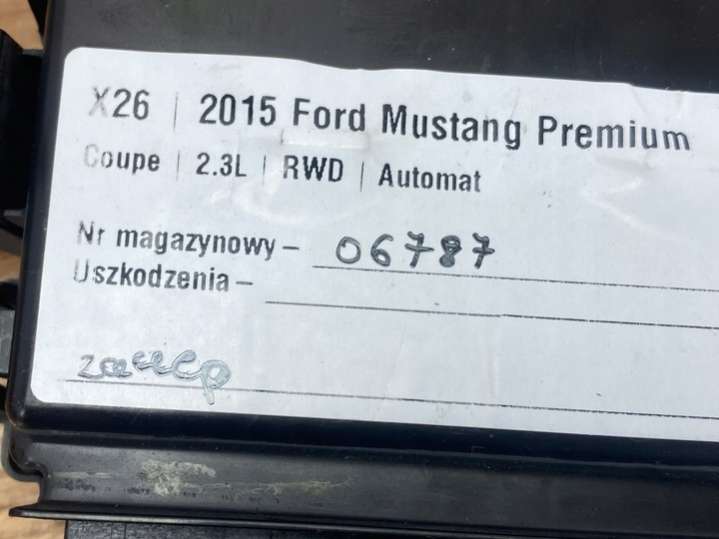 X26 | 2015 Ford Mustang Premium
Coupe | 2.3L | RWD | Automat
Nr magazynowy – 06787
Uszkodzenia –